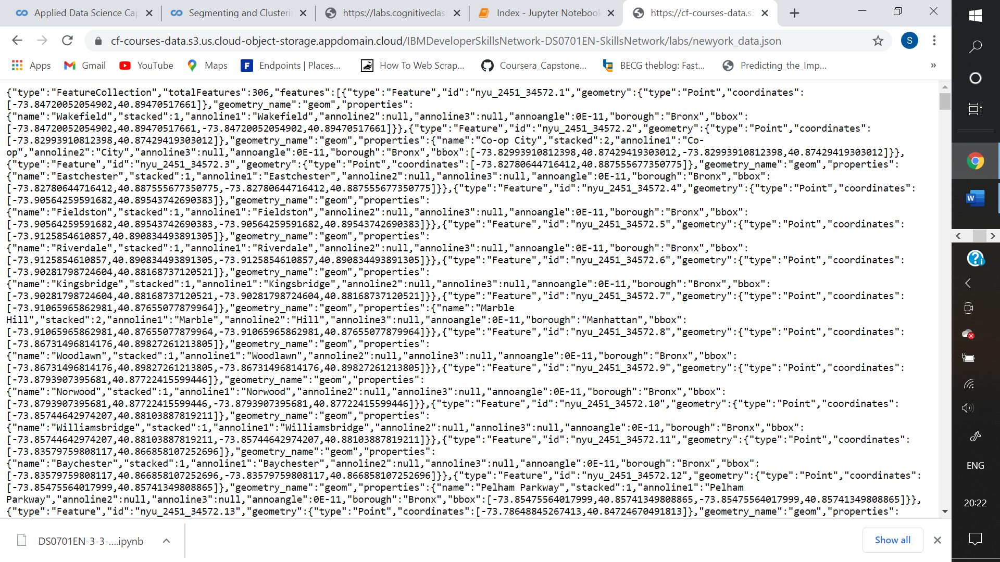 Applied Data Science Cap
Segmenting and Clusterin
https://labs.cognitiveclas
Index - Jupyter Notebook
https://cf-courses-data.s3
cf-courses-data.s3.us.cloud-object-storage.appdomain.cloud/IBMDeveloperSkillsNetwork-DS0701EN-SkillsNetwork/labs/newyork_data.json
S
Apps
Gmail
YouTube
Maps
F
Endpoints | Places...
How To Web Scrap...
Coursera_Capstone...
BECG theblog: Fast...
Predicting_the_Imp...
»
{"type":"FeatureCollection","totalFeatures":306,"features":[{"type":"Feature","id":"nyu_2451_34572.1","geometry":{"type":"Point","coordinates":
[-73.84720052054902,40.89470517661]},"geometry_name":"geom","properties":
{"name":"Wakefield","stacked":1,"annoline1":"Wakefield","annoline2":null,"annoline3":null,"annoangle":0E-11,"borough":"Bronx","bbox":
[-73.84720052054902,40.89470517661,-73.84720052054902,40.89470517661]}},{"type":"Feature","id":"nyu_2451_34572.2","geometry":{"type":"Point","coordinates":
[-73.82993910812398,40.87429419303012]},"geometry_name":"geom","properties":{"name":"Co-op City","stacked":2,"annoline1":"Co-
op","annoline2":"City","annoline3":null,"annoangle":0E-11,"borough":"Bronx","bbox":[-73.82993910812398,40.87429419303012,-73.82993910812398,40.87429419303012]}},
{"type":"Feature","id":"nyu_2451_34572.3","geometry":{"type":"Point","coordinates":[-73.82780644716412,40.887555677350775]},"geometry_name":"geom","properties":
{"name":"Eastchester","stacked":1,"annoline1":"Eastchester","annoline2":null,"annoline3":null,"annoangle":0E-11,"borough":"Bronx","bbox":
[-73.82780644716412,40.887555677350775,-73.82780644716412,40.887555677350775]}},{"type":"Feature","id":"nyu_2451_34572.4","geometry":{"type":"Point","coordinates":
[-73.90564259591682,40.89543742690383]},"geometry_name":"geom","properties":
{"name":"Fieldston","stacked":1,"annoline1":"Fieldston","annoline2":null,"annoline3":null,"annoangle":0E-11,"borough":"Bronx","bbox":
[-73.90564259591682,40.89543742690383,-73.90564259591682,40.89543742690383]}},{"type":"Feature","id":"nyu_2451_34572.5","geometry":{"type":"Point","coordinates":
[-73.9125854610857,40.890834493891305]},"geometry_name":"geom","properties":
{"name":"Riverdale","stacked":1,"annoline1":"Riverdale","annoline2":null,"annoline3":null,"annoangle":0E-11,"borough":"Bronx","bbox":
[-73.9125854610857,40.890834493891305,-73.9125854610857,40.890834493891305]}},{"type":"Feature","id":"nyu_2451_34572.6","geometry":{"type":"Point","coordinates":
[-73.90281798724604,40.88168737120521]},"geometry_name":"geom","properties":
{"name":"Kingsbridge","stacked":1,"annoline1":"Kingsbridge","annoline2":null,"annoline3":null,"annoangle":0E-11,"borough":"Bronx","bbox":
[-73.90281798724604,40.88168737120521,-73.90281798724604,40.88168737120521]}},{"type":"Feature","id":"nyu_2451_34572.7","geometry":{"type":"Point","coordinates":
[-73.91065965862981,40.87655077879964]},"geometry_name":"geom","properties":{"name":"Marble
Hill","stacked":2,"annoline1":"Marble","annoline2":"Hill","annoline3":null,"annoangle":0E-11,"borough":"Manhattan","bbox":
[-73.91065965862981,40.87655077879964,-73.91065965862981,40.87655077879964]}},{"type":"Feature","id":"nyu_2451_34572.8","geometry":{"type":"Point","coordinates":
[-73.86731496814176,40.89827261213805]},"geometry_name":"geom","properties":
{"name":"Woodlawn","stacked":1,"annoline1":"Woodlawn","annoline2":null,"annoline3":null,"annoangle":0E-11,"borough":"Bronx","bbox":
[-73.86731496814176,40.89827261213805,-73.86731496814176,40.89827261213805]}},{"type":"Feature","id":"nyu_2451_34572.9","geometry":{"type":"Point","coordinates":
[-73.8793907395681,40.87722415599446]},"geometry_name":"geom","properties":
{"name":"Norwood","stacked":1,"annoline1":"Norwood","annoline2":null,"annoline3":null,"annoangle":0E-11,"borough":"Bronx","bbox":
[-73.8793907395681,40.87722415599446,-73.8793907395681,40.87722415599446]}},{"type":"Feature","id":"nyu_2451_34572.10","geometry":{"type":"Point","coordinates":
[-73.85744642974207,40.88103887819211]},"geometry_name":"geom","properties":
{"name":"Williamsbridge","stacked":1,"annoline1":"Williamsbridge","annoline2":null,"annoline3":null,"annoangle":0E-11,"borough":"Bronx","bbox":
[-73.85744642974207,40.88103887819211,-73.85744642974207,40.88103887819211]}},{"type":"Feature","id":"nyu_2451_34572.11","geometry":{"type":"Point","coordinates":
[-73.83579759808117,40.866858107252696]},"geometry_name":"geom","properties":
{"name":"Baychester","stacked":1,"annoline1":"Baychester","annoline2":null,"annoline3":null,"annoangle":0E-11,"borough":"Bronx","bbox":
[-73.83579759808117,40.866858107252696,-73.83579759808117,40.866858107252696]}},{"type":"Feature","id":"nyu_2451_34572.12","geometry":{"type":"Point","coordinates":
[-73.85475564017999,40.85741349808865]},"geometry_name":"geom","properties":{"name":"Pelham Parkway","stacked":1,"annoline1":"Pelham
Parkway","annoline2":null,"annoline3":null,"annoangle":0E-11,"borough":"Bronx","bbox":[-73.85475564017999,40.85741349808865,-73.85475564017999,40.85741349808865]}},
{"type":"Feature","id":"nyu_2451_34572.13","geometry":{"type":"Point","coordinates":[-73.78648845267413,40.84724670491813]},"geometry_name":"geom","properties":
DS0701EN-3-3-....ipynb
Show all
W
ENG
20:22